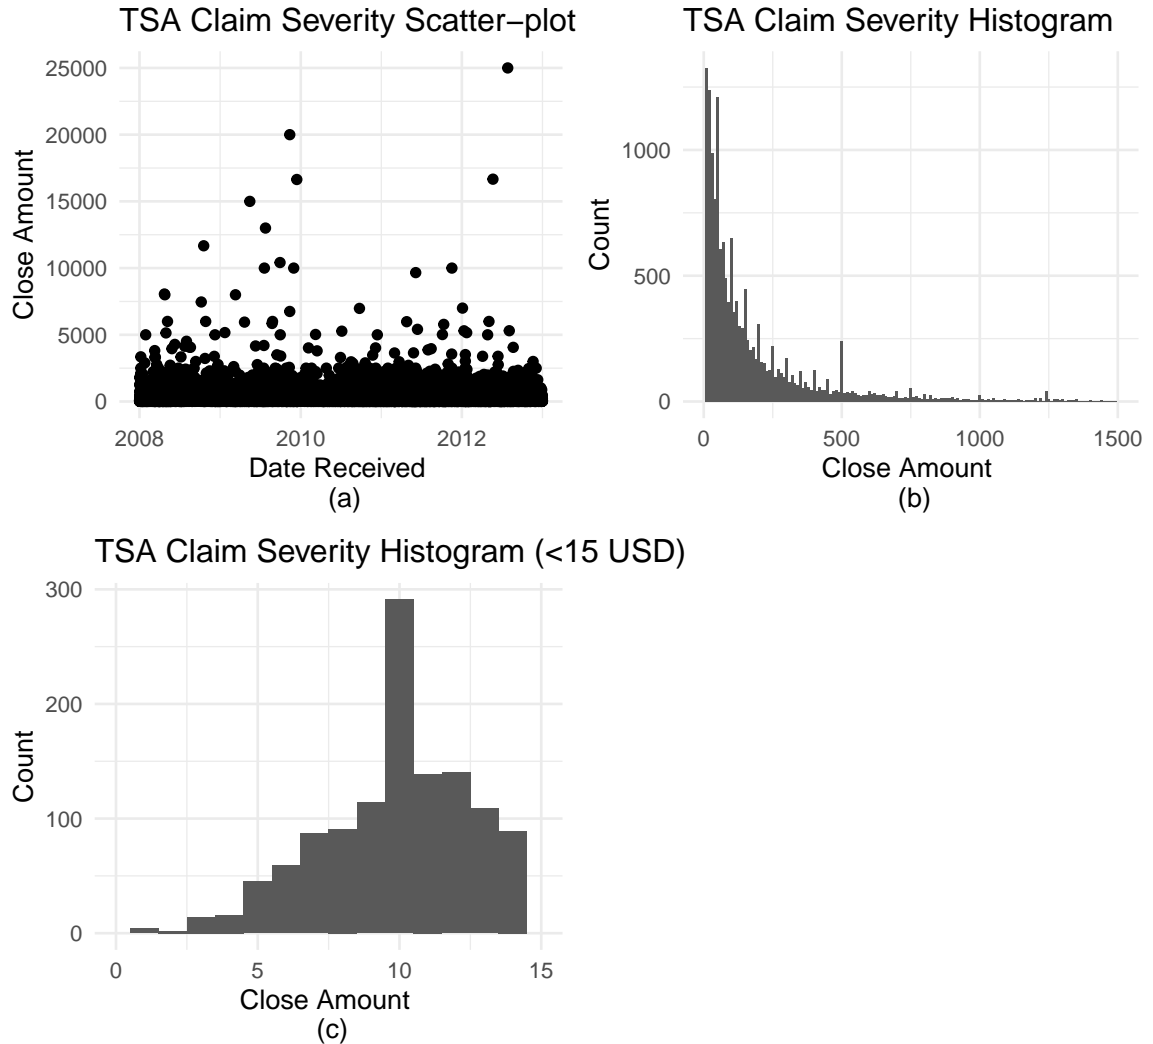 TSA Claim Severity Scatter−plot
Close Amount
25000
20000
15000
10000
5000
0
2008
2010
2012
Date Received
(a)
TSA Claim Severity Histogram
Count
1000
500
0
0
500
1000
1500
Close Amount
(b)
TSA Claim Severity Histogram (<15 USD)
Count
300
200
100
0
0
5
10
15
Close Amount
(c)